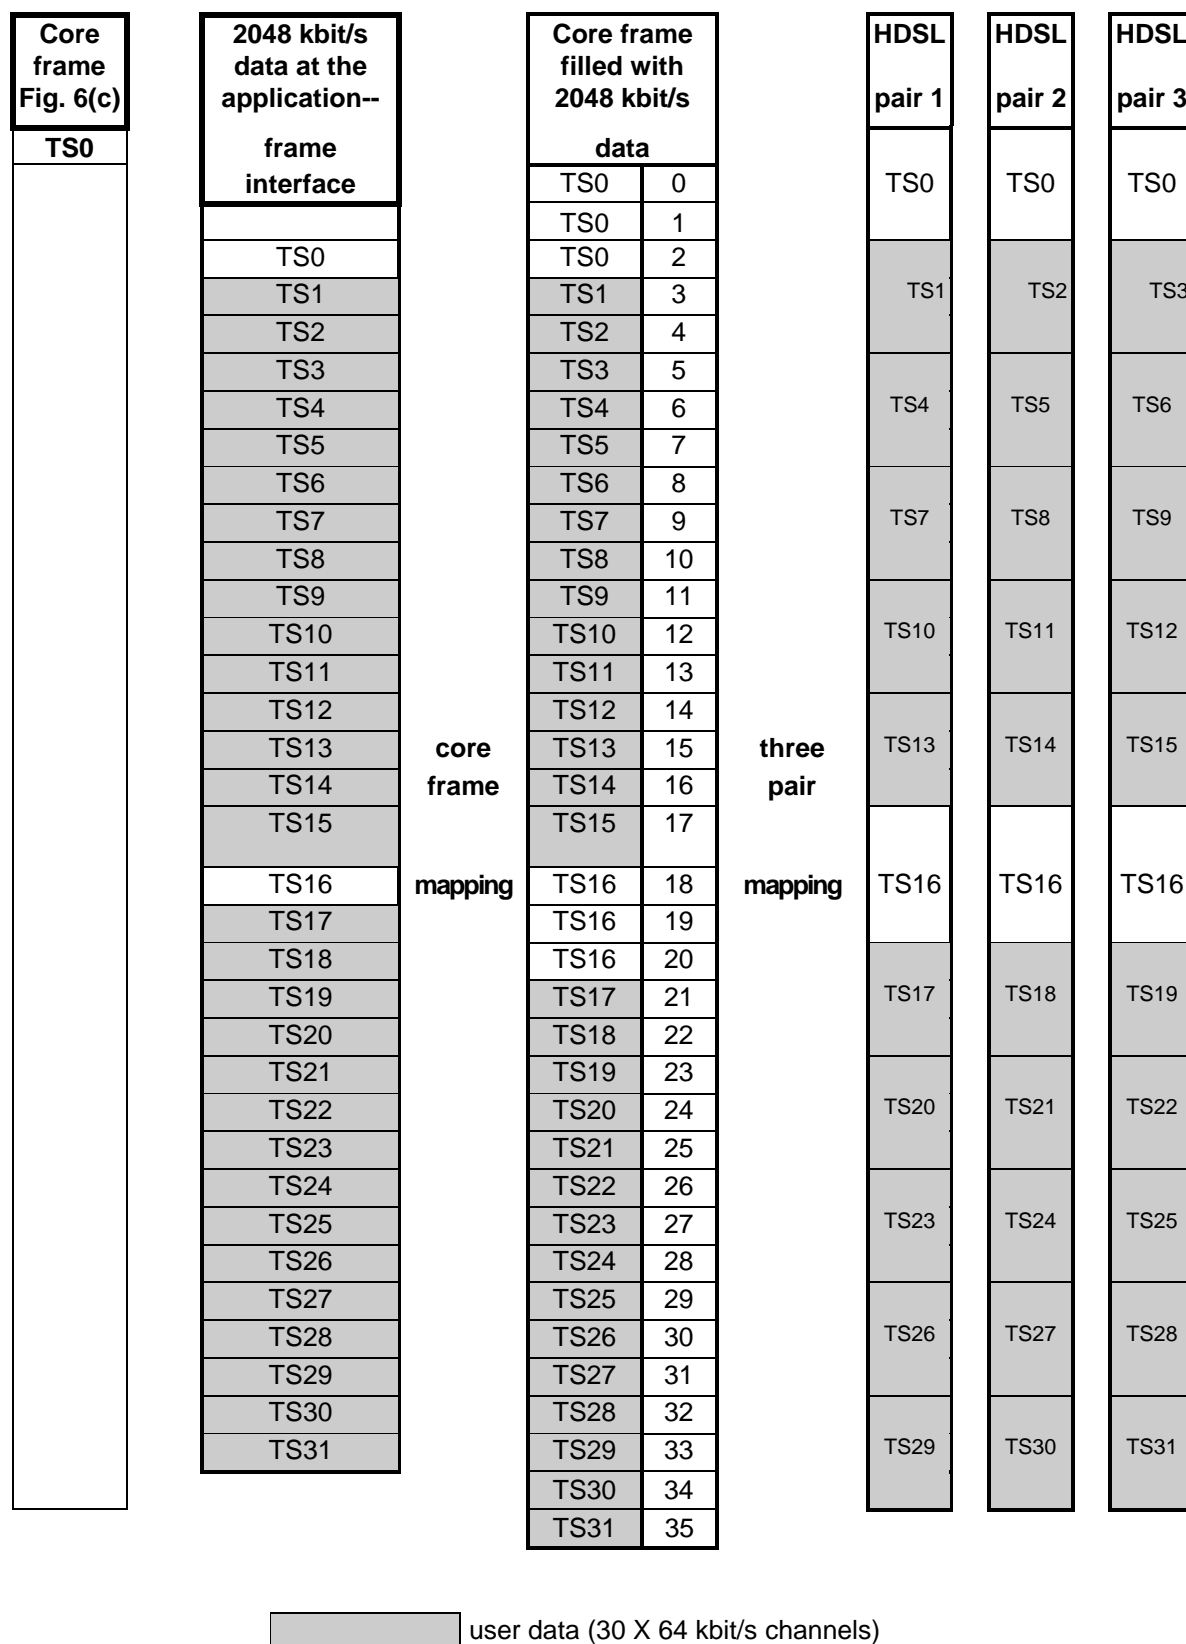 Core
frame
Fig. 6(c)
TS0
2048 kbit/s
data at the
application--
frame
interface
TS0
TS1
TS2
TS3
TS4
TS5
TS6
TS7
TS8
TS9
TS10
TS11
TS12
TS13
TS14
TS15
TS16
TS17
TS18
TS19
TS20
TS21
TS22
TS23
TS24
TS25
TS26
TS27
TS28
TS29
TS30
TS31
core
frame
mapping
Core frame
filled with
2048 kbit/s
data
TS0 0
TS0 1
TS0 2
TS1 3
TS2 4
TS3 5
TS4 6
TS5 7
TS6 8
TS7 9
TS8 10
TS9 11
TS10 12
TS11 13
TS12 14
TS13 15
TS14 16
TS15 17
TS16 18
TS16 19
TS16 20
TS17 21
TS18 22
TS19 23
TS20 24
TS21 25
TS22 26
TS23 27
TS24 28
TS25 29
TS26 30
TS27 31
TS28 32
TS29 33
TS30 34
TS31 35
three
pair
mapping
HDSL
pair 1
TS0
TS1
TS4
TS7
TS10
TS13
TS16
TS17
TS20
TS23
TS26
TS29
HDSL
pair 2
TS0
TS2
TS5
TS8
TS11
TS14
TS16
TS18
TS21
TS24
TS27
TS30
HDSL
pair 3
TS0
TS3
TS6
TS9
TS12
TS15
TS16
TS19
TS22
TS25
TS28
TS31
user data (30 X 64 kbit/s channels)